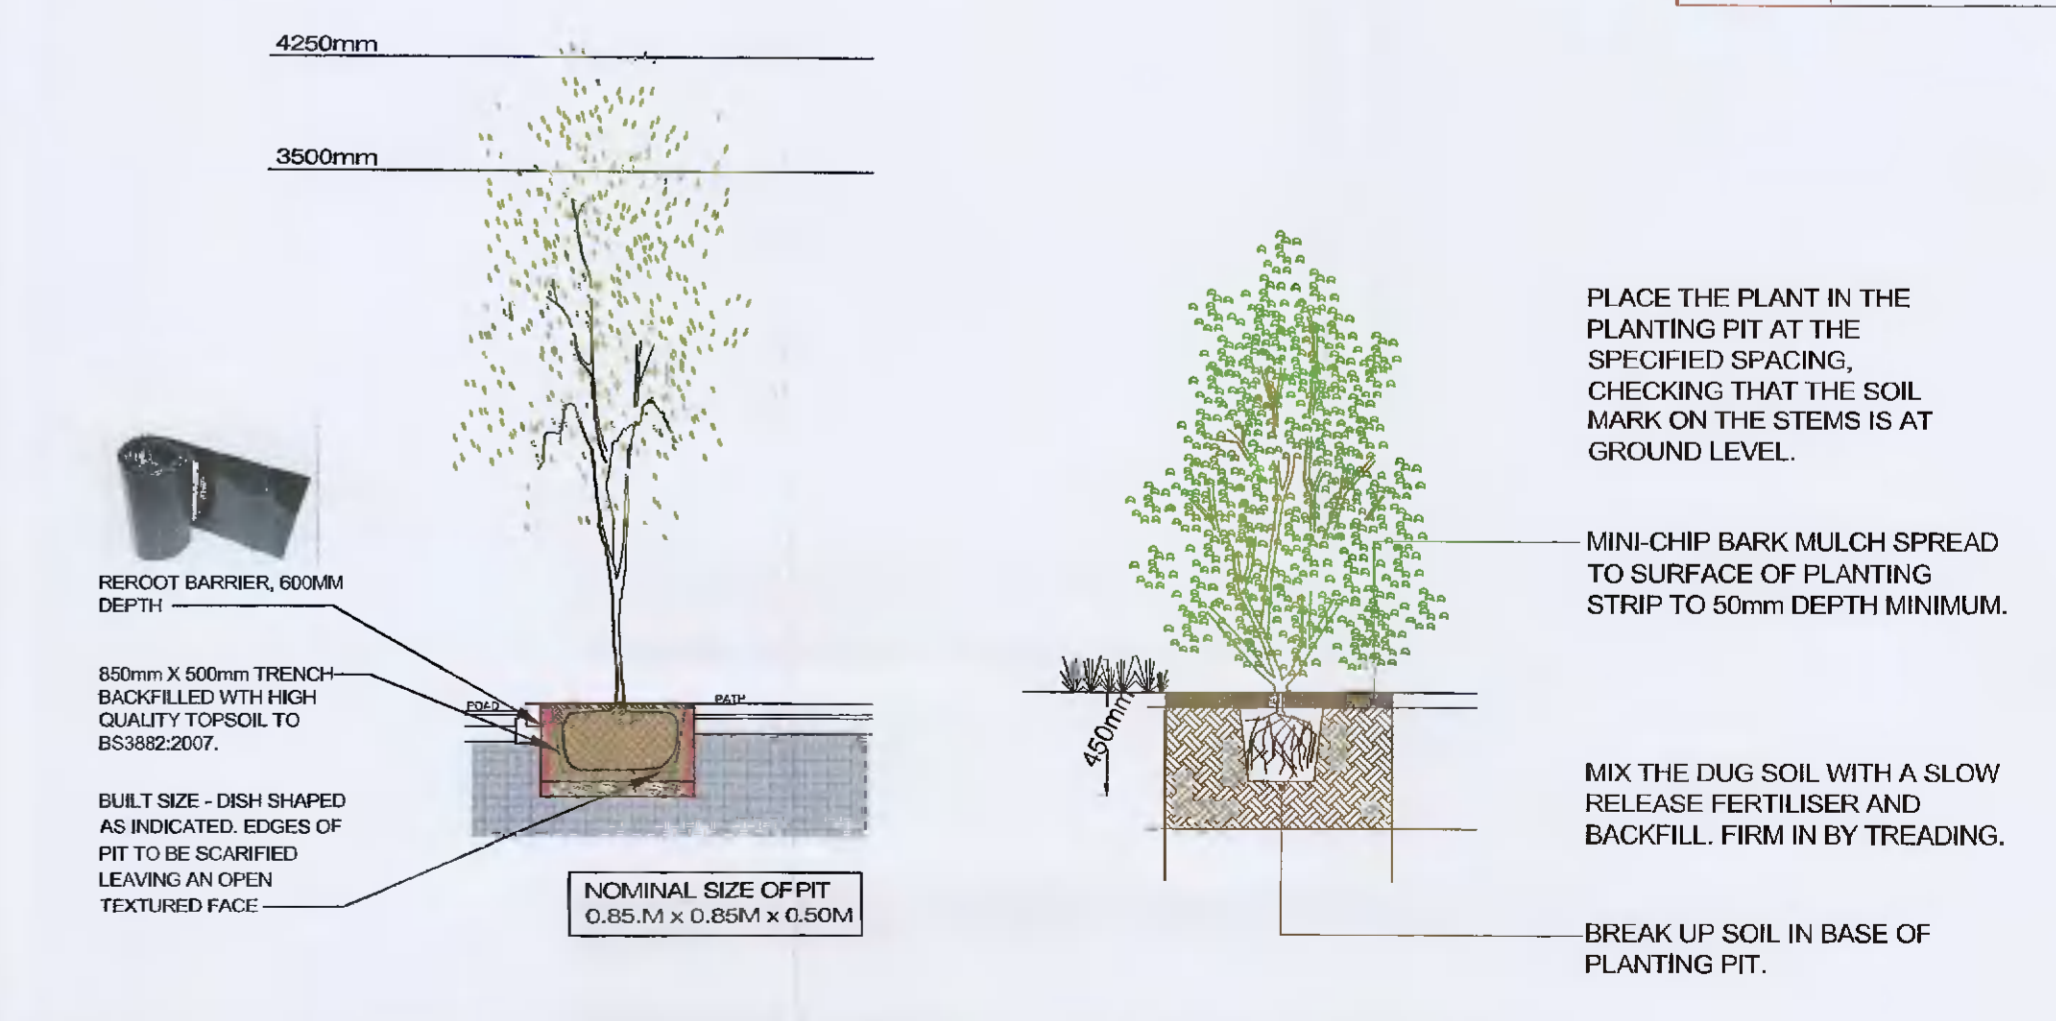 4250mm
3500mm
REROOT BARRIER, 600MM
DEPTH
850mm X 500mm TRENCH
BACKFILLED WTH HIGH
QUALITY TOPSOIL TO
BS3882:2007.
BUILT SIZE - DISH SHAPED
AS INDICATED. EDGES OF
PIT TO BE SCARIFIED
LEAVING AN OPEN
TEXTURED FACE
ROAD
PATH
NOMINAL SIZE OF PIT
0.85.M x 0.85M x 0.50M
450mm
PLACE THE PLANT IN THE
PLANTING PIT AT THE
SPECIFIED SPACING,
CHECKING THAT THE SOIL
MARK ON THE STEMS IS AT
GROUND LEVEL.
MINI-CHIP BARK MULCH SPREAD
TO SURFACE OF PLANTING
STRIP TO 50mm DEPTH MINIMUM.
MIX THE DUG SOIL WITH A SLOW
RELEASE FERTILISER AND
BACKFILL. FIRM IN BY TREADING.
BREAK UP SOIL IN BASE OF
PLANTING PIT.